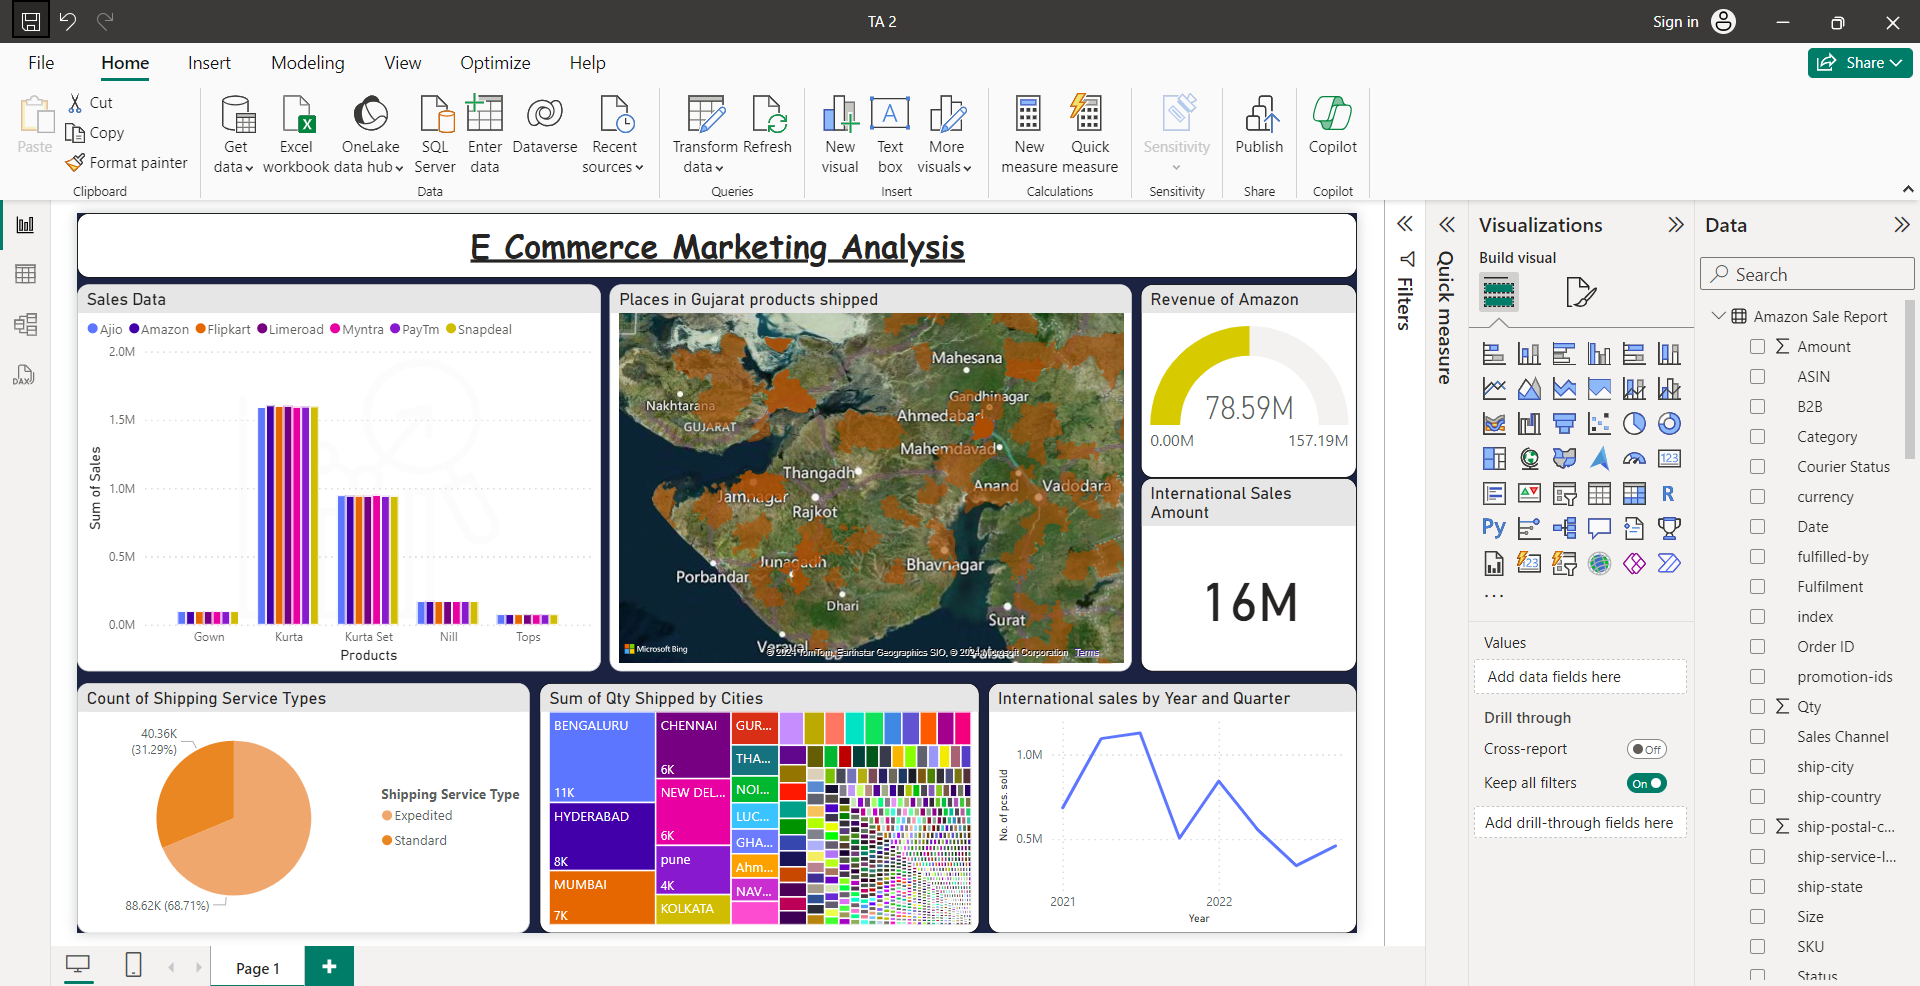 TA 2
Sign in
File Home Insert Modeling View Optimize Help
Share
Paste
Cut
Copy
Format painter
Clipboard
Get data
Excel workbook
OneLake data hub
SQL Server
Enter data
Dataverse
Recent sources
Data
Transform data
Refresh
Queries
New visual
Text box
More visuals
Insert
New measure
Quick measure
Calculations
Sensitivity
Sensitivity
Publish
Share
Copilot
Copilot
DAX
E Commerce Marketing Analysis
Sales Data
Ajio Amazon Flipkart Limeroad Myntra PayTm Snapdeal
2.0M
1.5M
1.0M
0.5M
0.0M
Sum of Sales
Gown Kurta Kurta Set Nill Tops
Products
Places in Gujarat products shipped
Mahesana
Nakhtarana
Gandhinagar
Ahmedabad
GUJARAT
Mahemdavad
Thangadh
Jamnagar
Anand
Vadodara
Rajkot
Junagadh
Porbandar
Bhavnagar
Dhari
Surat
Veraval
Microsoft Bing
© 2024 TomTom, Earthstar Geographics SIO, © 2024 Microsoft Corporation Terms
Revenue of Amazon
78.59M
0.00M 157.19M
International Sales
Amount
16M
Count of Shipping Service Types
40.36K
(31.29%)
88.62K (68.71%)
Shipping Service Type
Expedited
Standard
Sum of Qty Shipped by Cities
BENGALURU
11K
HYDERABAD
8K
MUMBAI
7K
CHENNAI
6K
NEW DEL...
6K
pune
4K
KOLKATA
GUR...
THA...
NOI...
LUC...
GHA...
Ahm...
NAV...
International sales by Year and Quarter
1.0M
0.5M
No. of pcs. sold
2021 2022
Year
Page 1
Filters
Quick measure
Visualizations
Build visual
123
R
Py
123
...
Values
Add data fields here
Drill through
Cross-report
Off
Keep all filters
On
Add drill-through fields here
Data
Search
Amazon Sale Report
Amount
ASIN
B2B
Category
Courier Status
currency
Date
fulfilled-by
Fulfilment
index
Order ID
promotion-ids
Qty
Sales Channel
ship-city
ship-country
ship-postal-c...
ship-service-l...
ship-state
Size
SKU
Status